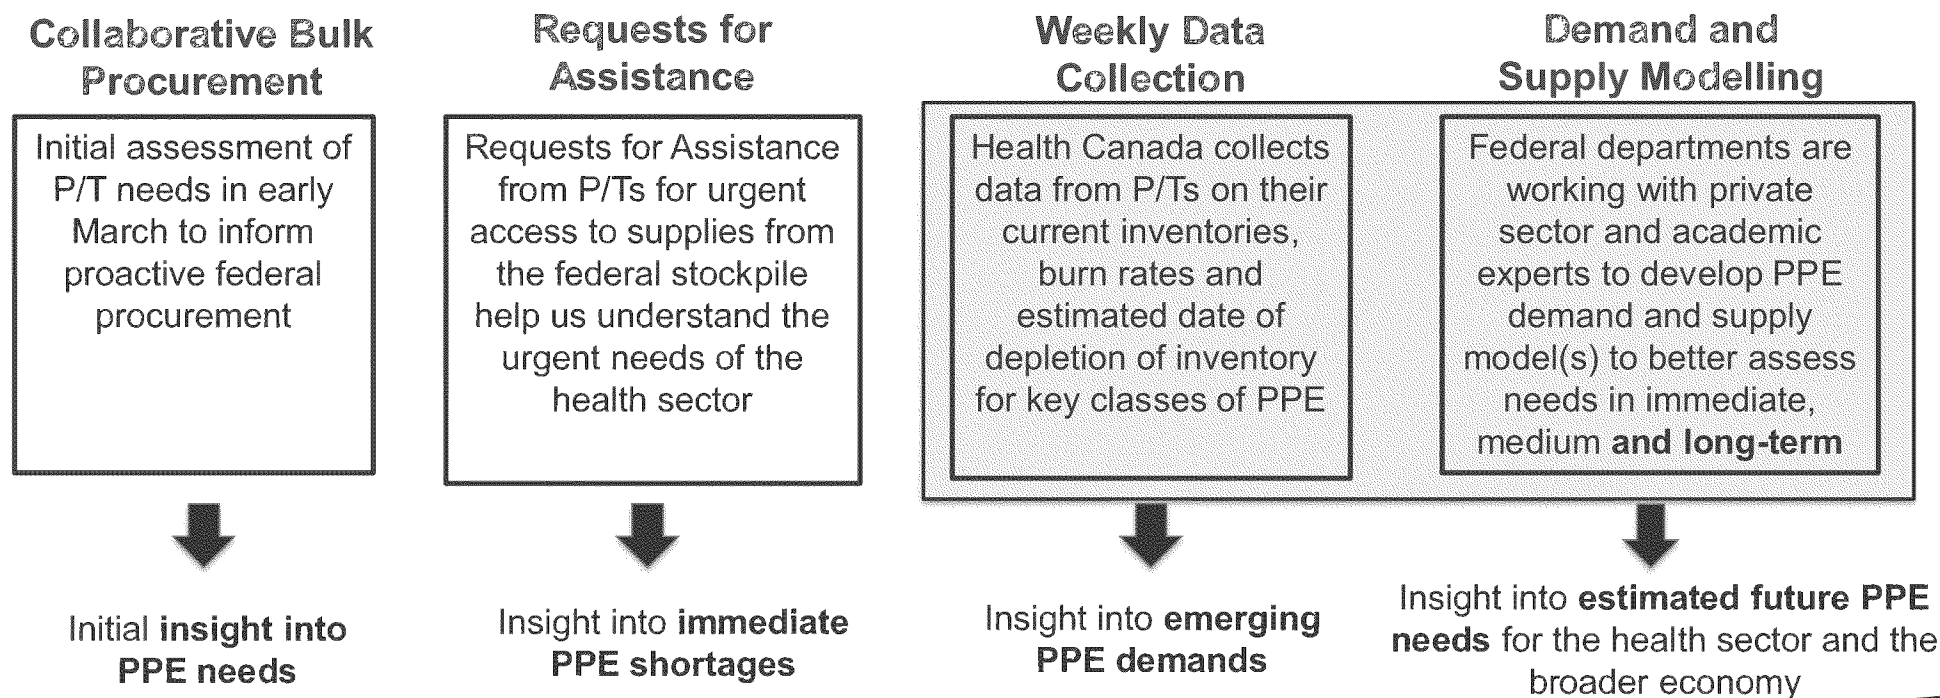 Collaborative Bulk
Procurement
Initial assessment of
P/T needs in early
March to inform
proactive federal
procurement
Initial insight into
PPE needs
Requests for
Assistance
Requests for Assistance
from P/Ts for urgent
access to supplies from
the federal stockpile
help us understand the
urgent needs of the
health sector
Insight into immediate
PPE shortages
Weekly Data
Collection
Health Canada collects
data from P/Ts on their
current inventories,
burn rates and
estimated date of
depletion of inventory
for key classes of PPE
Insight into emerging
PPE demands
Demand and
Supply Modelling
Federal departments are
working with private
sector and academic
experts to develop PPE
demand and supply
model(s) to better assess
needs in immediate,
medium and long-term
Insight into estimated future PPE
needs for the health sector and the
broader economy